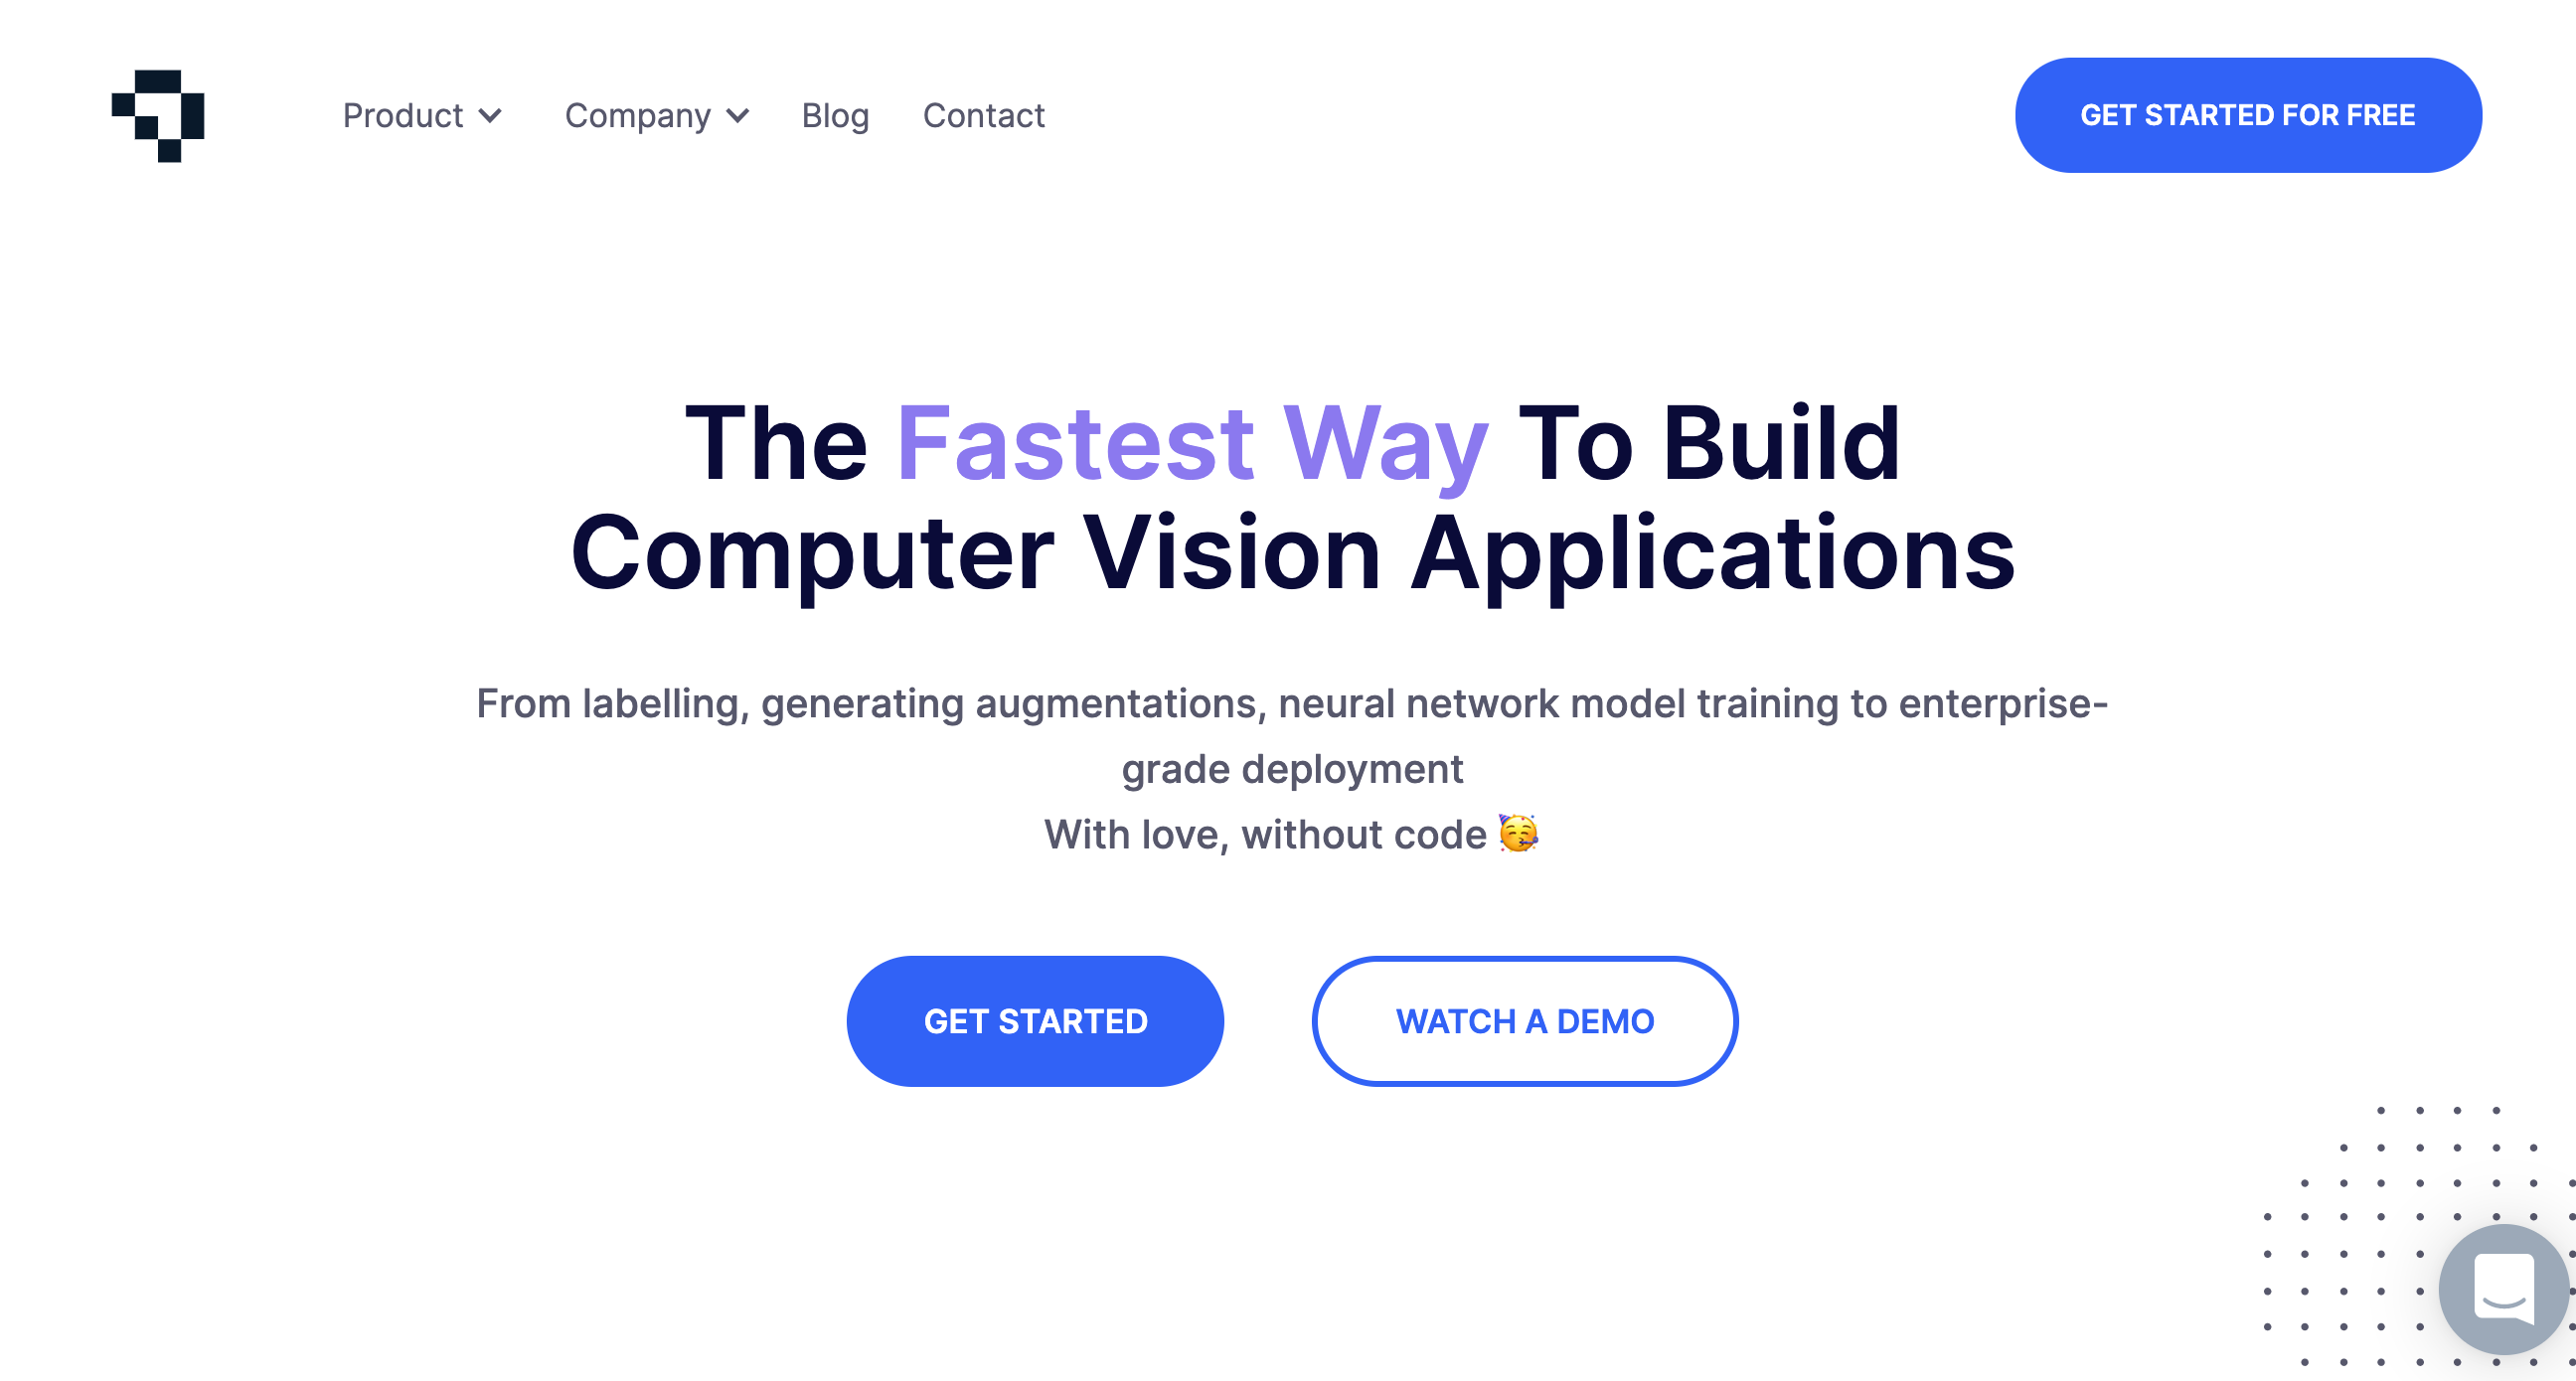 Product Company Blog Contact GET STARTED FOR FREE
The Fastest Way To Build
Computer Vision Applications
From labelling, generating augmentations, neural network model training to enterprise-
grade deployment
With love, without code 🥳
GET STARTED WATCH A DEMO